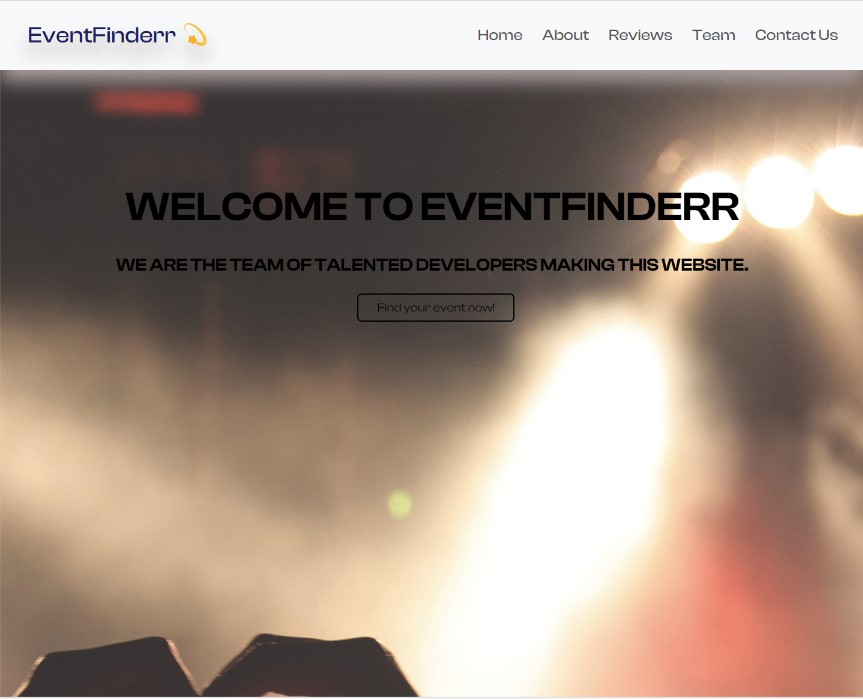 EventFinderr 💫
Home About Reviews Team Contact Us
WELCOME TO EVENTFINDERR
WE ARE THE TEAM OF TALENTED DEVELOPERS MAKING THIS WEBSITE.
Find your event now!